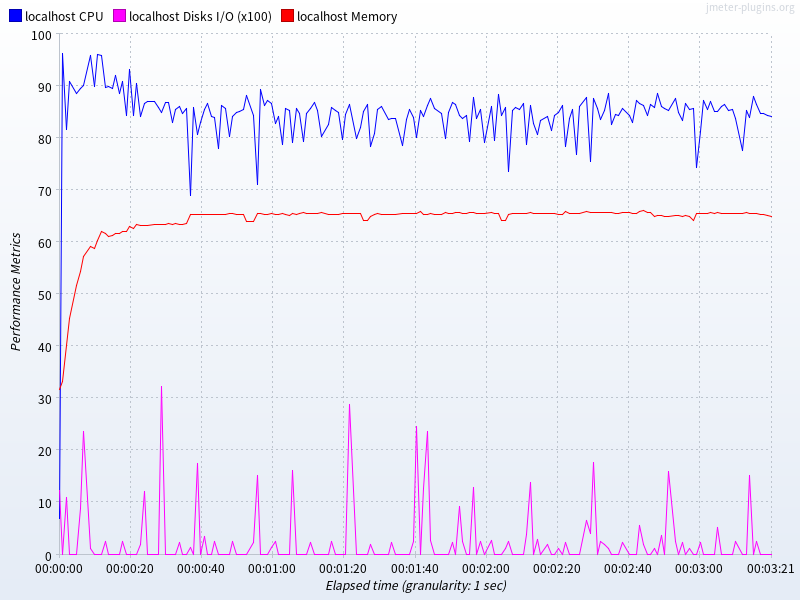 jmeter-plugins.org
localhost CPU localhost Disks I/O (x100) localhost Memory
100
90
80
70
60
50
40
30
20
10
0
Performance Metrics
00:00:00 00:00:20 00:00:40 00:01:00 00:01:20 00:01:40 00:02:00 00:02:20 00:02:40 00:03:00 00:03:21
Elapsed time (granularity: 1 sec)